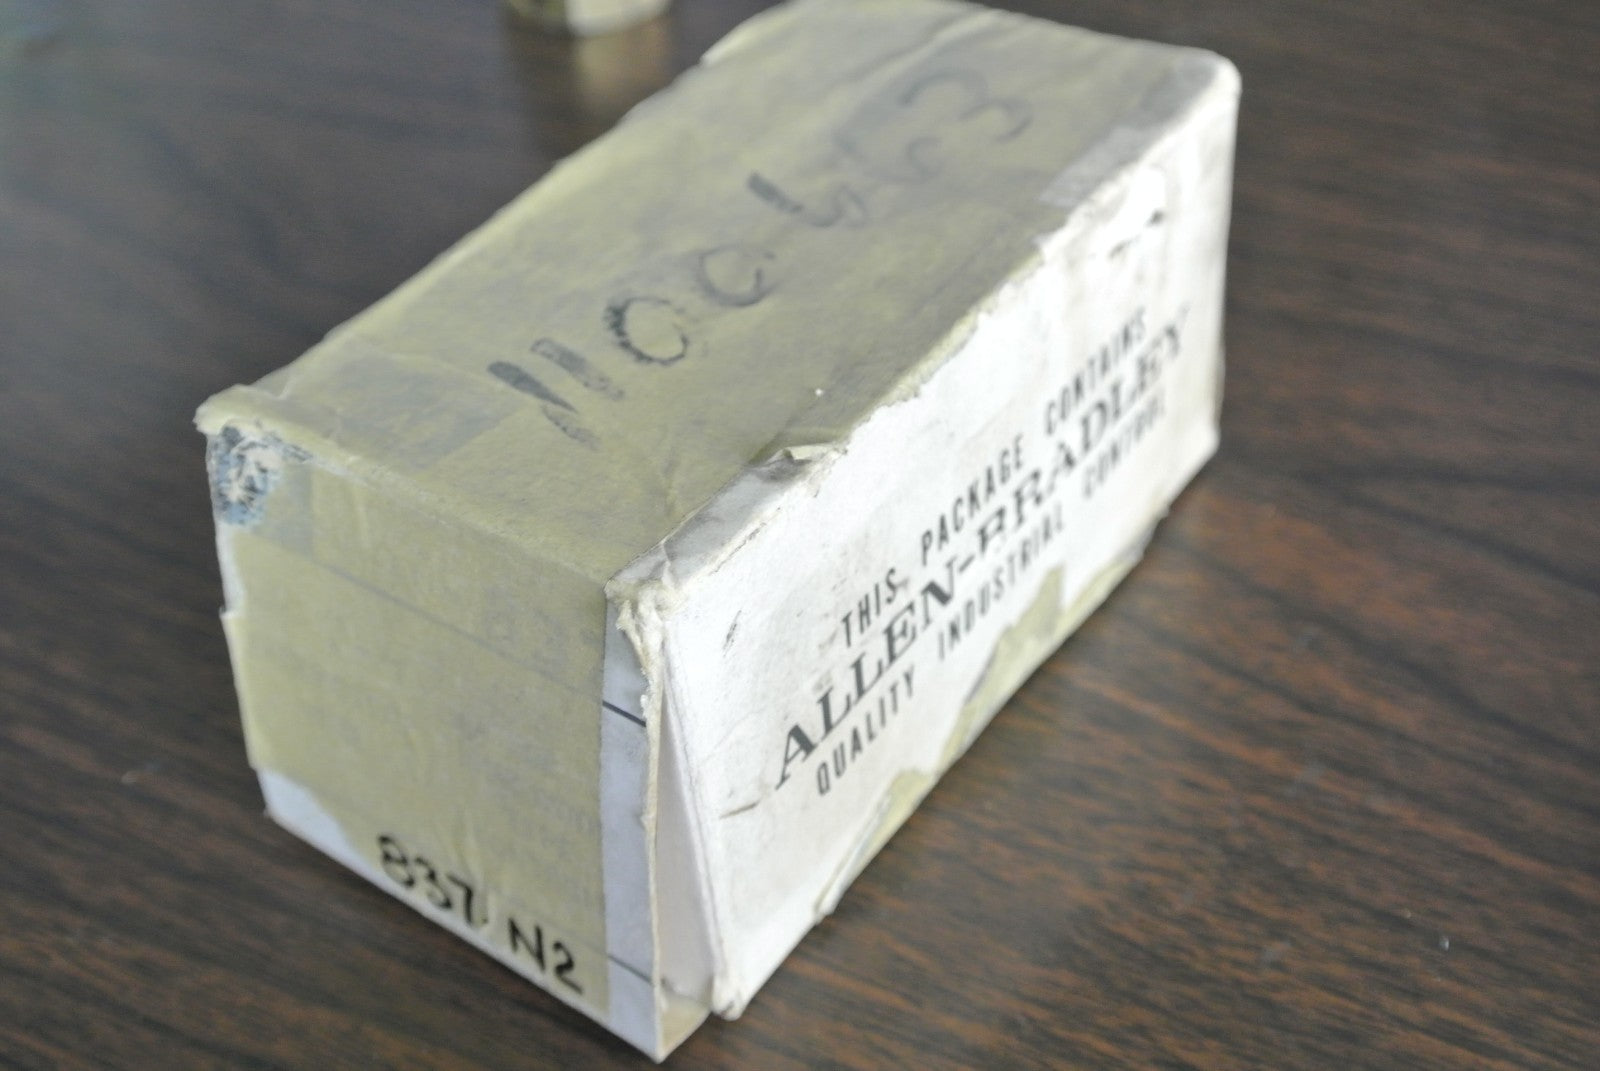 THIS PACKAGE CONTAINS
ALLEN-BRADLEY
QUALITY INDUSTRIAL CONTROL
837 N2